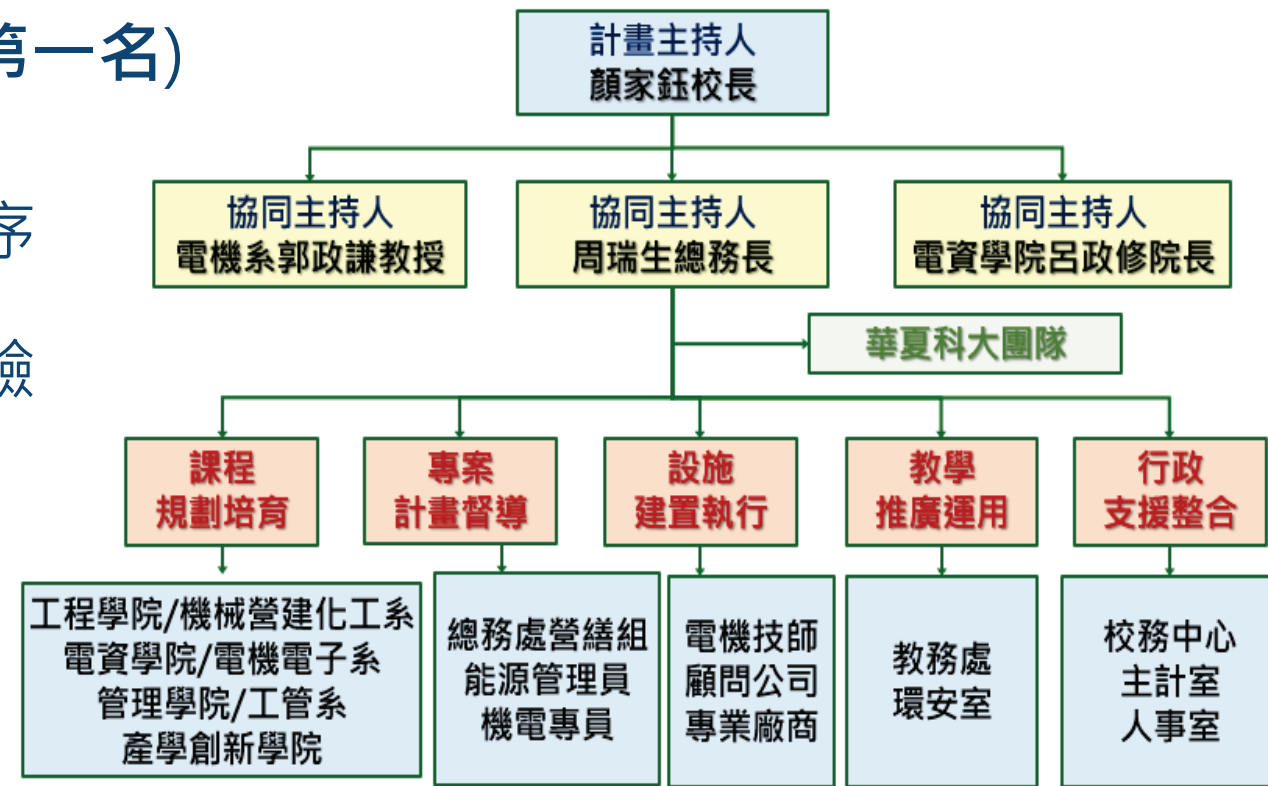 第一名)
序
險
計畫主持人
顏家鈺校長
協同主持人
電機系郭政謙教授
協同主持人
周瑞生總務長
協同主持人
電資學院呂政修院長
華夏科大團隊
課程
規劃培育
專案
計畫督導
設施
建置執行
教學
推廣運用
行政
支援整合
工程學院/機械營建化工系
電資學院/電機電子系
管理學院/工管系
產學創新學院
總務處營繕組
能源管理員
機電專員
電機技師
顧問公司
專業廠商
教務處
環安室
校務中心
主計室
人事室